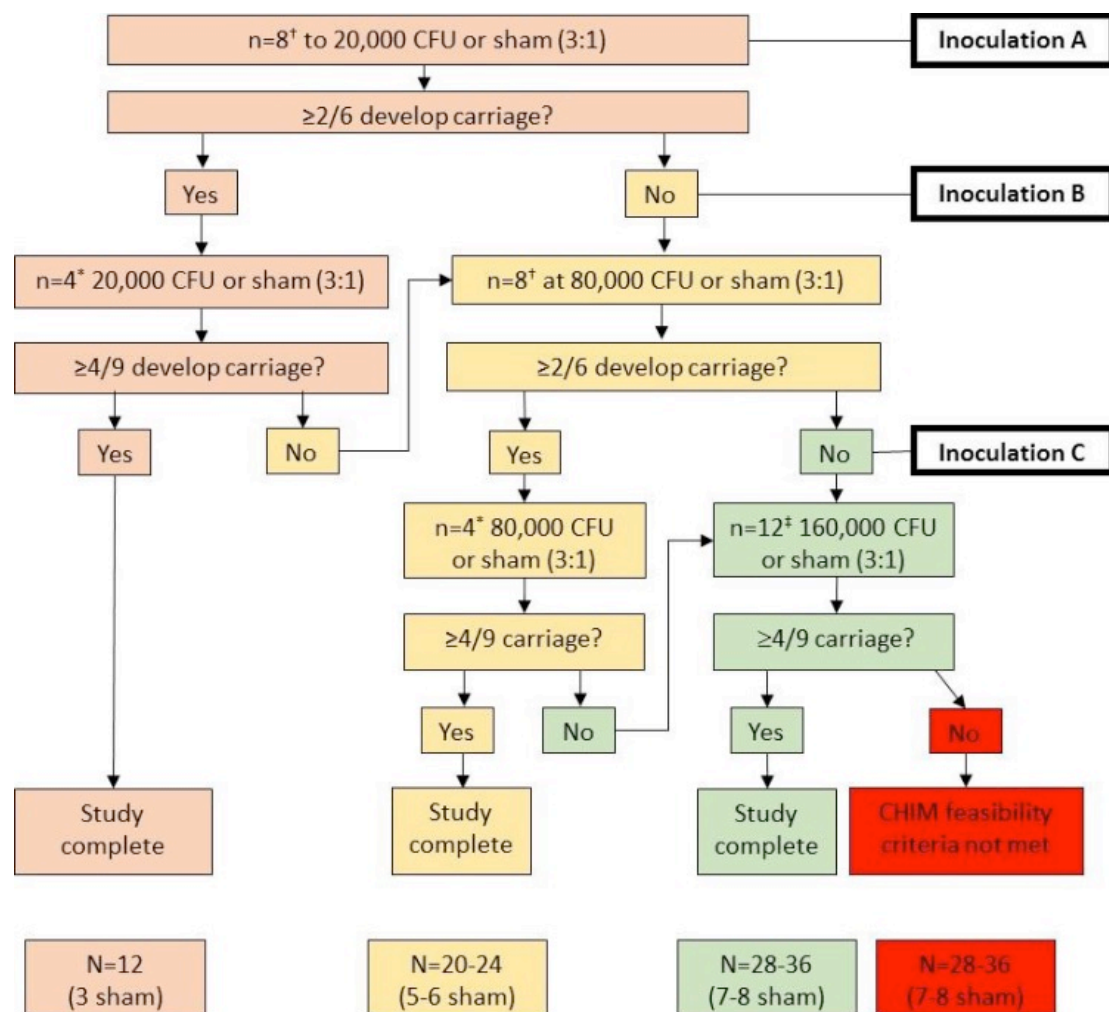 n=8† to 20,000 CFU or sham (3:1)
Inoculation A
≥2/6 develop carriage?
Yes
No
Inoculation B
n=4* 20,000 CFU or sham (3:1)
n=8† at 80,000 CFU or sham (3:1)
≥4/9 develop carriage?
≥2/6 develop carriage?
Yes
No
Yes
No
Inoculation C
n=4* 80,000 CFU
or sham (3:1)
n=12‡ 160,000 CFU
or sham (3:1)
≥4/9 carriage?
≥4/9 carriage?
Yes
No
Yes
No
Study
complete
Study
complete
Study
complete
CHIM feasibility
criteria not met
N=12
(3 sham)
N=20-24
(5-6 sham)
N=28-36
(7-8 sham)
N=28-36
(7-8 sham)